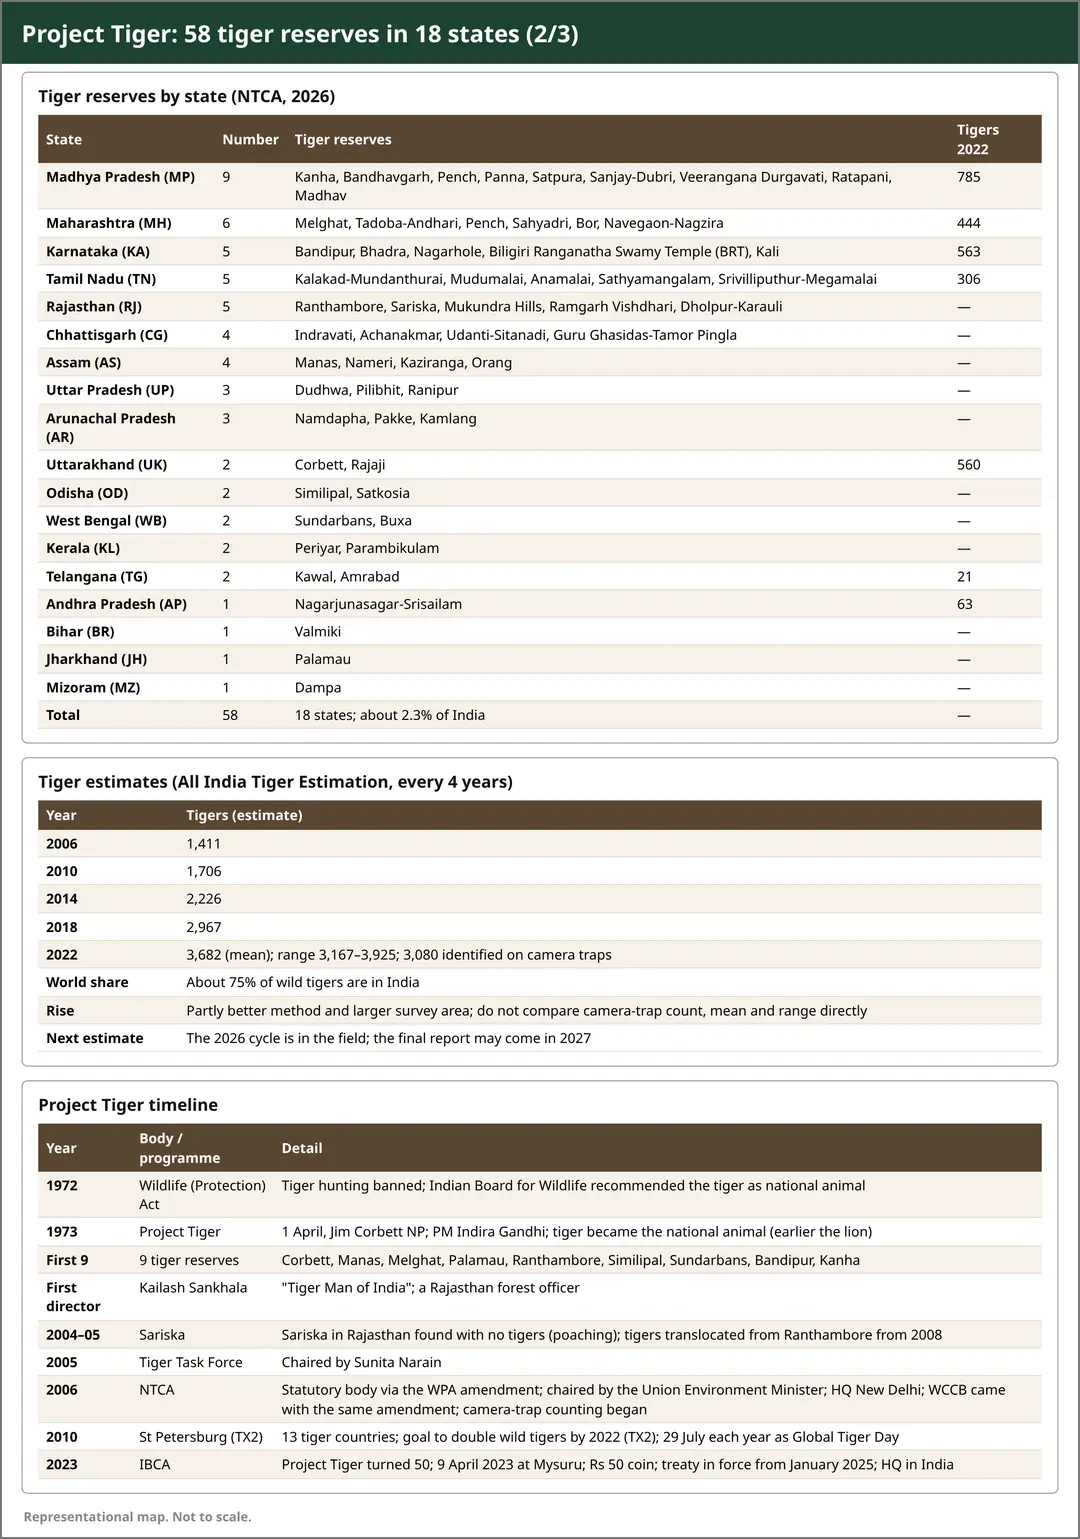 Project Tiger: 58 tiger reserves in 18 states (2/3)
Tiger reserves by state (NTCA, 2026)
State Number Tiger reserves Tigers 2022
Madhya Pradesh (MP) 9 Kanha, Bandhavgarh, Pench, Panna, Satpura, Sanjay-Dubri, Veerangana Durgavati, Ratapani, 785
Madhav
Maharashtra (MH) 6 Melghat, Tadoba-Andhari, Pench, Sahyadri, Bor, Navegaon-Nagzira 444
Karnataka (KA) 5 Bandipur, Bhadra, Nagarhole, Biligiri Ranganatha Swamy Temple (BRT), Kali 563
Tamil Nadu (TN) 5 Kalakad-Mundanthurai, Mudumalai, Anamalai, Sathyamangalam, Srivilliputhur-Megamalai 306
Rajasthan (RJ) 5 Ranthambore, Sariska, Mukundra Hills, Ramgarh Vishdhari, Dholpur-Karauli —
Chhattisgarh (CG) 4 Indravati, Achanakmar, Udanti-Sitanadi, Guru Ghasidas-Tamor Pingla —
Assam (AS) 4 Manas, Nameri, Kaziranga, Orang —
Uttar Pradesh (UP) 3 Dudhwa, Pilibhit, Ranipur —
Arunachal Pradesh 3 Namdapha, Pakke, Kamlang —
(AR)
Uttarakhand (UK) 2 Corbett, Rajaji 560
Odisha (OD) 2 Similipal, Satkosia —
West Bengal (WB) 2 Sundarbans, Buxa —
Kerala (KL) 2 Periyar, Parambikulam —
Telangana (TG) 2 Kawal, Amrabad 21
Andhra Pradesh (AP) 1 Nagarjunasagar-Srisailam 63
Bihar (BR) 1 Valmiki —
Jharkhand (JH) 1 Palamau —
Mizoram (MZ) 1 Dampa —
Total 58 18 states; about 2.3% of India —
Tiger estimates (All India Tiger Estimation, every 4 years)
Year Tigers (estimate)
2006 1,411
2010 1,706
2014 2,226
2018 2,967
2022 3,682 (mean); range 3,167–3,925; 3,080 identified on camera traps
World share About 75% of wild tigers are in India
Rise Partly better method and larger survey area; do not compare camera-trap count, mean and range directly
Next estimate The 2026 cycle is in the field; the final report may come in 2027
Project Tiger timeline
Year Body / programme Detail
1972 Wildlife (Protection) Tiger hunting banned; Indian Board for Wildlife recommended the tiger as national animal
Act
1973 Project Tiger 1 April, Jim Corbett NP; PM Indira Gandhi; tiger became the national animal (earlier the lion)
First 9 9 tiger reserves Corbett, Manas, Melghat, Palamau, Ranthambore, Similipal, Sundarbans, Bandipur, Kanha
First Kailash Sankhala "Tiger Man of India"; a Rajasthan forest officer
director
2004–05 Sariska Sariska in Rajasthan found with no tigers (poaching); tigers translocated from Ranthambore from 2008
2005 Tiger Task Force Chaired by Sunita Narain
2006 NTCA Statutory body via the WPA amendment; chaired by the Union Environment Minister; HQ New Delhi; WCCB came
with the same amendment; camera-trap counting began
2010 St Petersburg (TX2) 13 tiger countries; goal to double wild tigers by 2022 (TX2); 29 July each year as Global Tiger Day
2023 IBCA Project Tiger turned 50; 9 April 2023 at Mysuru; Rs 50 coin; treaty in force from January 2025; HQ in India
Representational map. Not to scale.